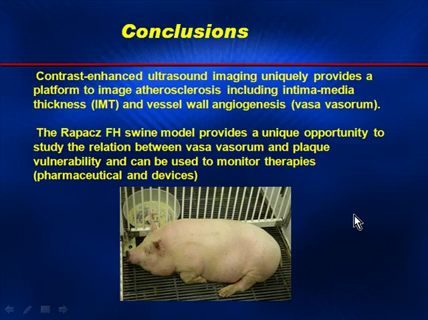 Conclusions
Contrast-enhanced ultrasound imaging uniquely provides a
platform to image atherosclerosis including intima-media
thickness (IMT) and vessel wall angiogenesis (vasa vasorum).
The Rapacz FH swine model provides a unique opportunity to
study the relation between vasa vasorum and plaque
vulnerability and can be used to monitor therapies
(pharmaceutical and devices)